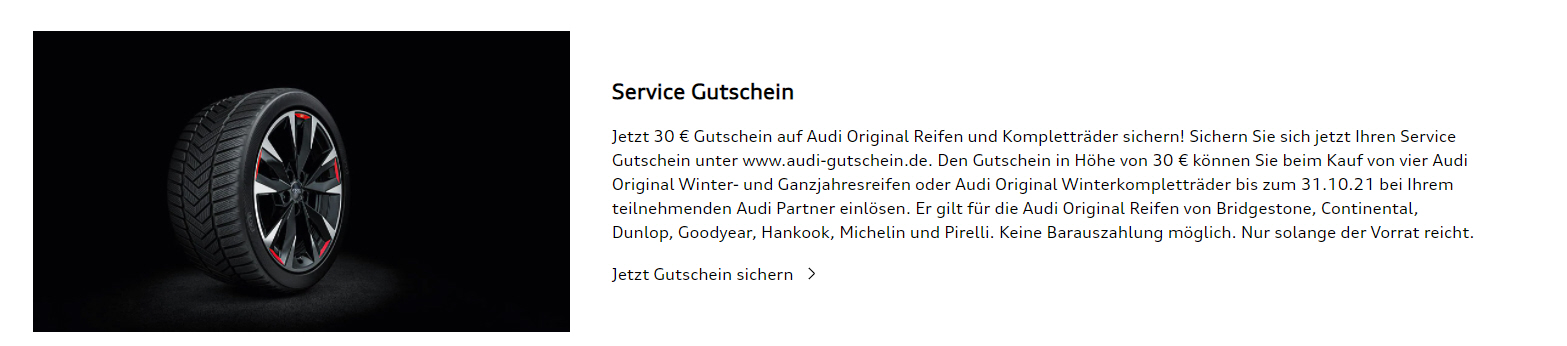 Service Gutschein
Jetzt 30 € Gutschein auf Audi Original Reifen und Kompletträder sichern! Sichern Sie sich jetzt Ihren Service
Gutschein unter www.audi-gutschein.de. Den Gutschein in Höhe von 30 € können Sie beim Kauf von vier Audi
Original Winter- und Ganzjahresreifen oder Audi Original Winterkompletträder bis zum 31.10.21 bei Ihrem
teilnehmenden Audi Partner einlösen. Er gilt für die Audi Original Reifen von Bridgestone, Continental,
Dunlop, Goodyear, Hankook, Michelin und Pirelli. Keine Barauszahlung möglich. Nur solange der Vorrat reicht.
Jetzt Gutschein sichern